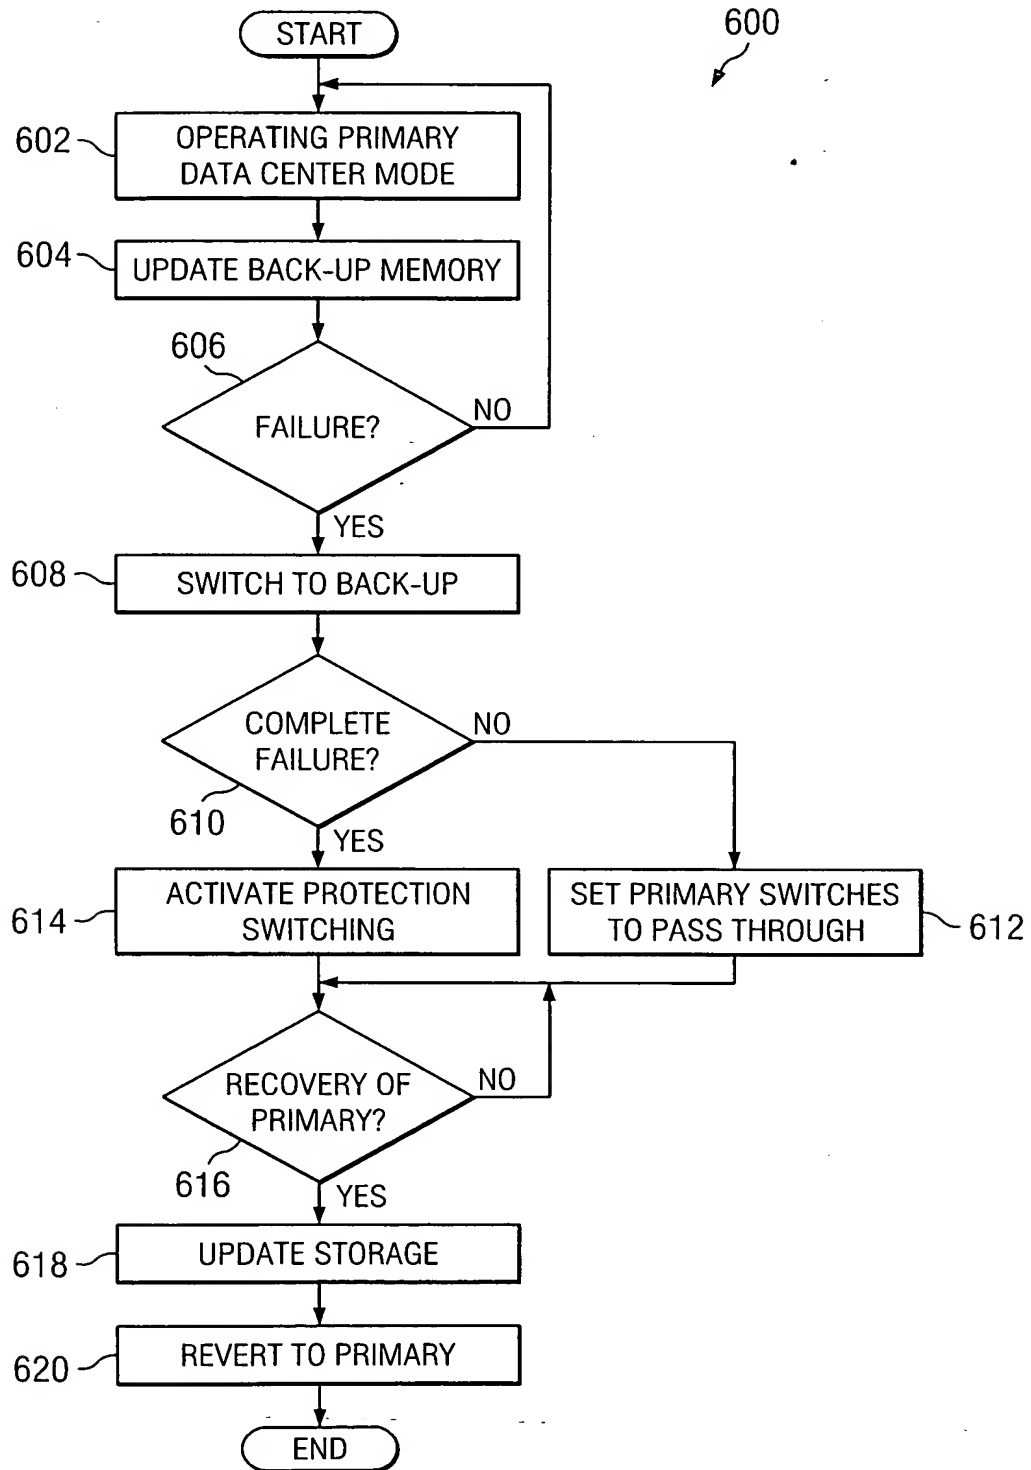 START
600
602
OPERATING PRIMARY
DATA CENTER MODE
604
UPDATE BACK-UP MEMORY
606
FAILURE?
NO
YES
608
SWITCH TO BACK-UP
COMPLETE
FAILURE?
NO
610
YES
614
ACTIVATE PROTECTION
SWITCHING
SET PRIMARY SWITCHES
TO PASS THROUGH
612
RECOVERY OF
PRIMARY?
NO
616
YES
618
UPDATE STORAGE
620
REVERT TO PRIMARY
END